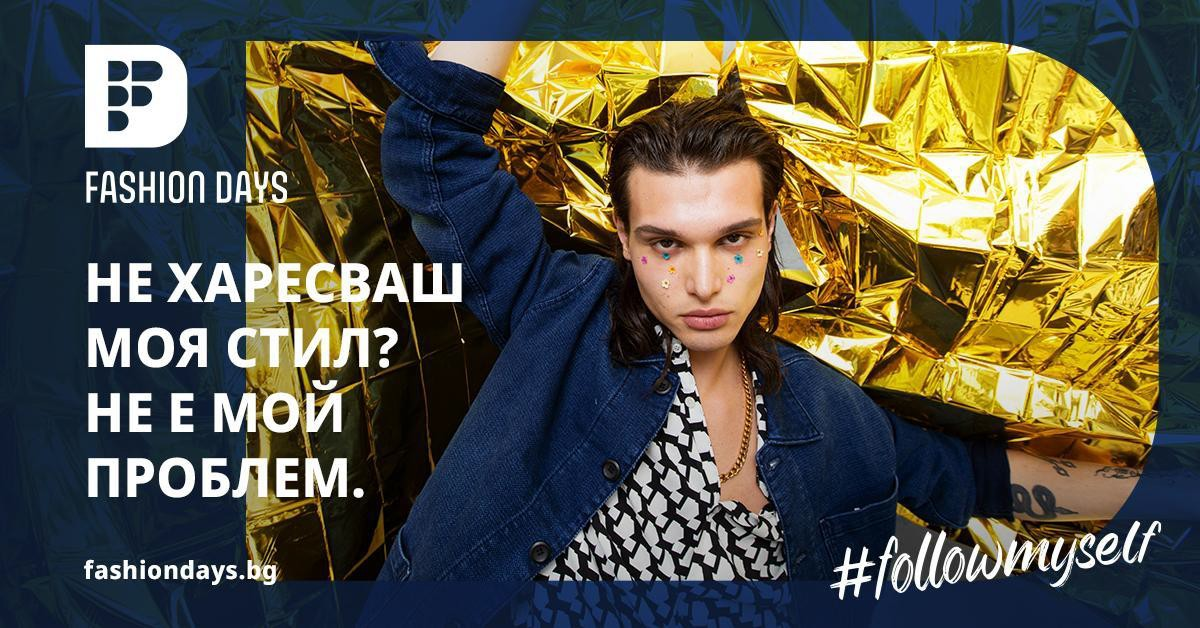 FASHION DAYS
НЕ ХАРЕСВАШ
МОЯ СТИЛ?
НЕ Е МОЙ
ПРОБЛЕМ.
fashiondays.bg
#followmyself